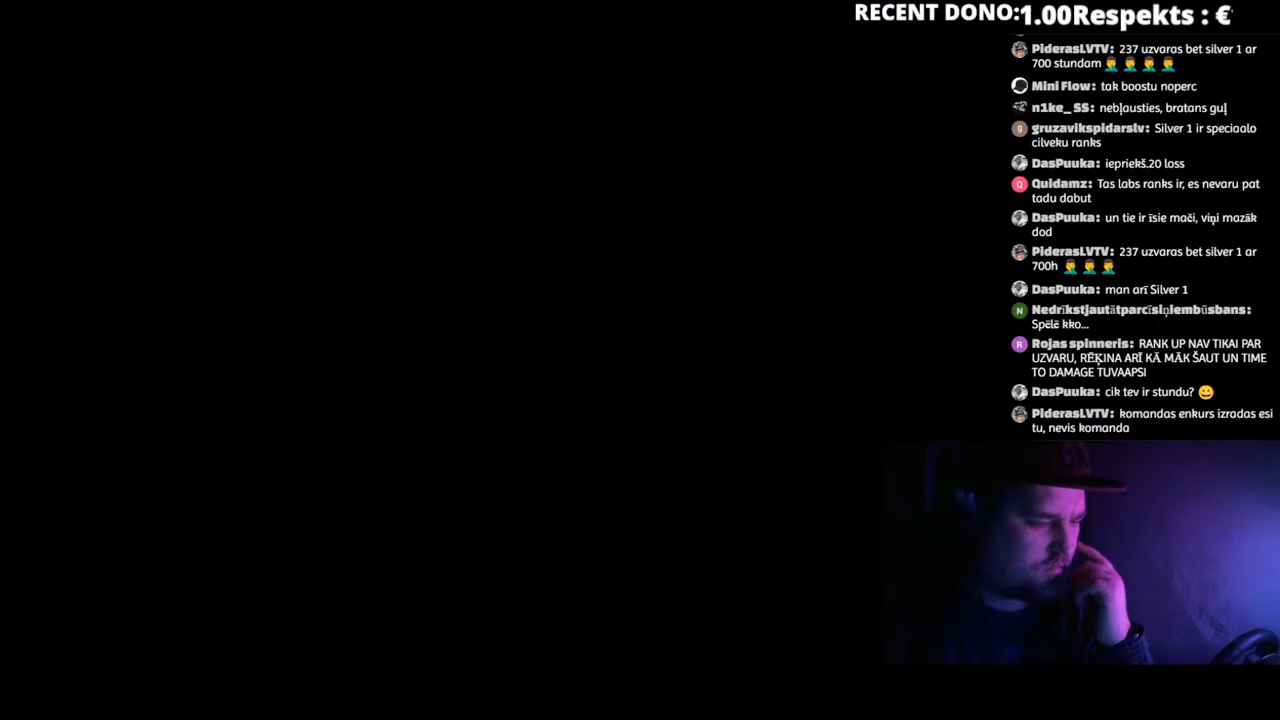 RECENT DONO: 1.00Respekts : €
PiderasLVTV: 237 uzvaras bet silver 1 ar
700 stundam 🤦‍♂️ 🤦‍♂️ 🤦‍♂️ 🤦‍♂️
Mini Flow: tak boostu noperc
n1ke_SS: nebļausties, bratans guļ
gruzavikspidarslv: Silver 1 ir speciaalo
cilveku ranks
DasPuuka: iepriekš.20 loss
Quidamz: Tas labs ranks ir, es nevaru pat
tadu dabut
DasPuuka: un tie ir īsie mači, viņi mazāk
dod
PiderasLVTV: 237 uzvaras bet silver 1 ar
700h 🤦‍♂️ 🤦‍♂️ 🤦‍♂️
DasPuuka: man arī Silver 1
Nedrīkstjautātparcīsiņiembūsbans:
Spēlē kko...
Rojas spinneris: RANK UP NAV TIKAI PAR
UZVARU, RĒĶINA ARĪ KĀ MĀK ŠAUT UN TIME
TO DAMAGE TUVAAPSI
DasPuuka: cik tev ir stundu? 😀
PiderasLVTV: komandas enkurs izradas esi
tu, nevis komanda